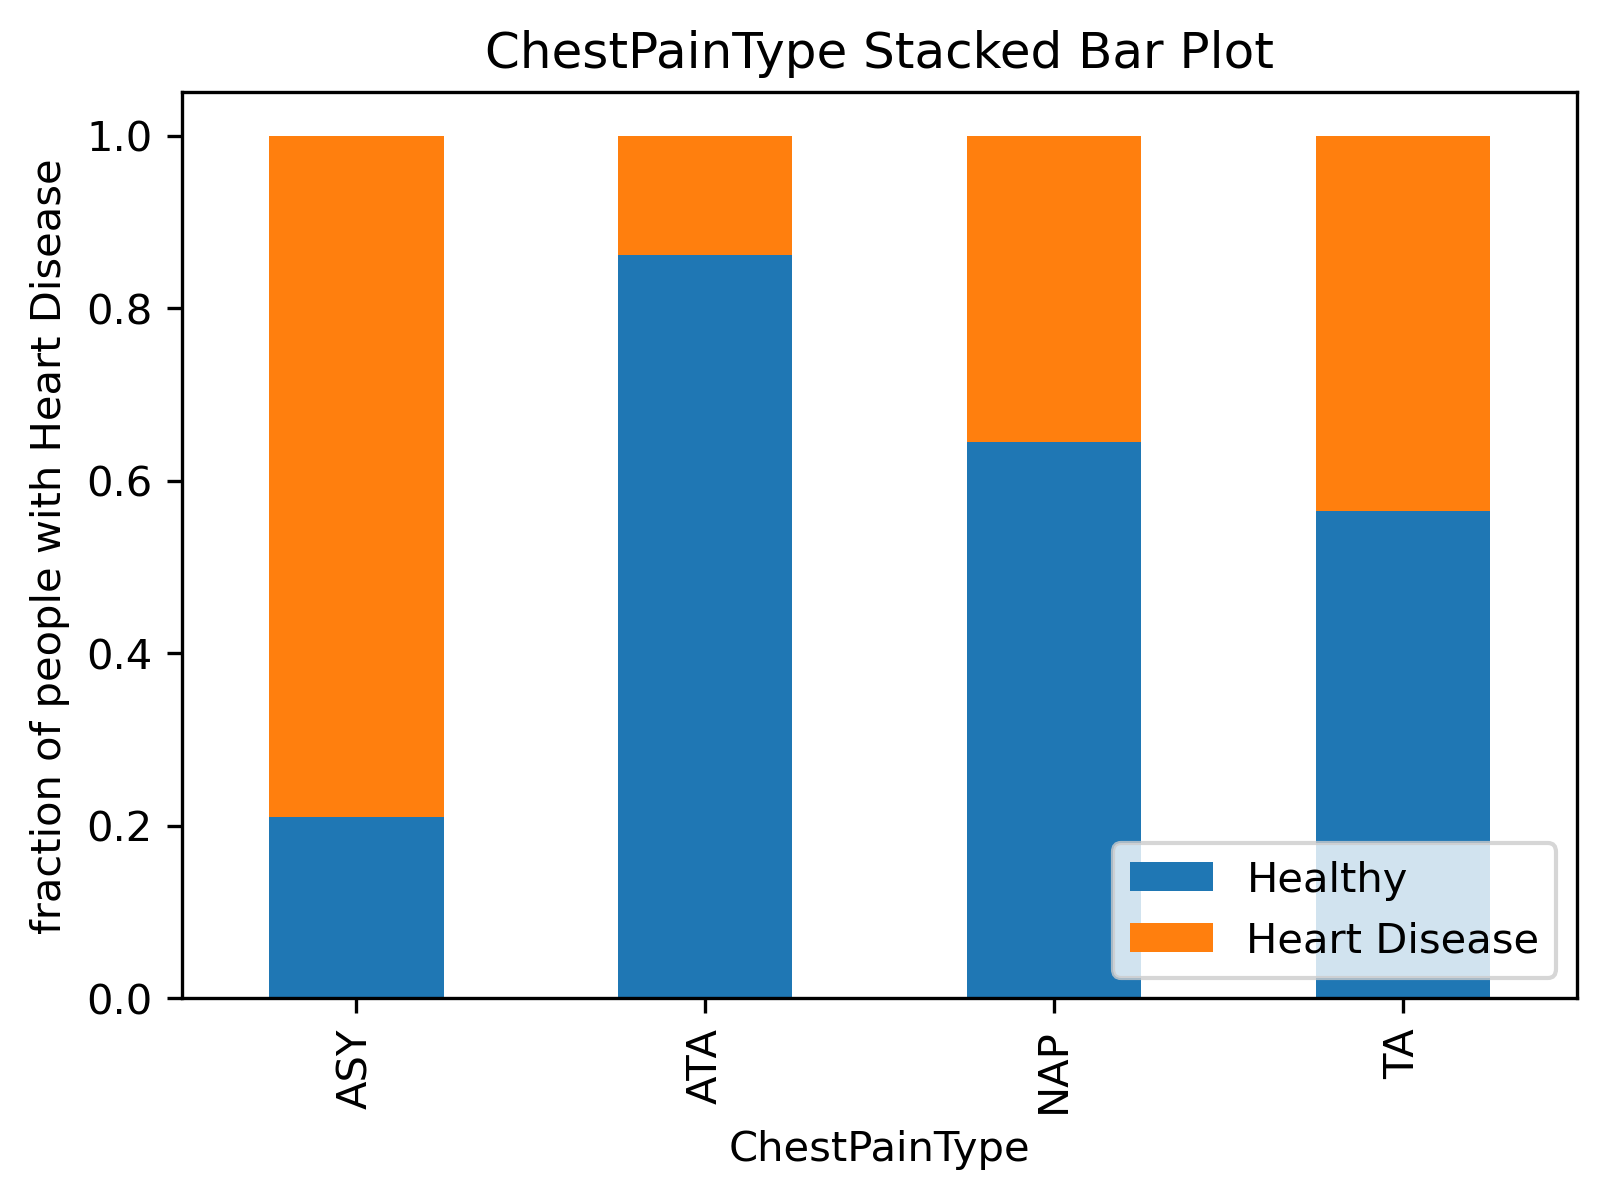 ChestPainType Stacked Bar Plot
fraction of people with Heart Disease
1.0
0.8
0.6
0.4
0.2
0.0
Healthy
Heart Disease
ASY
ATA
NAP
TA
ChestPainType